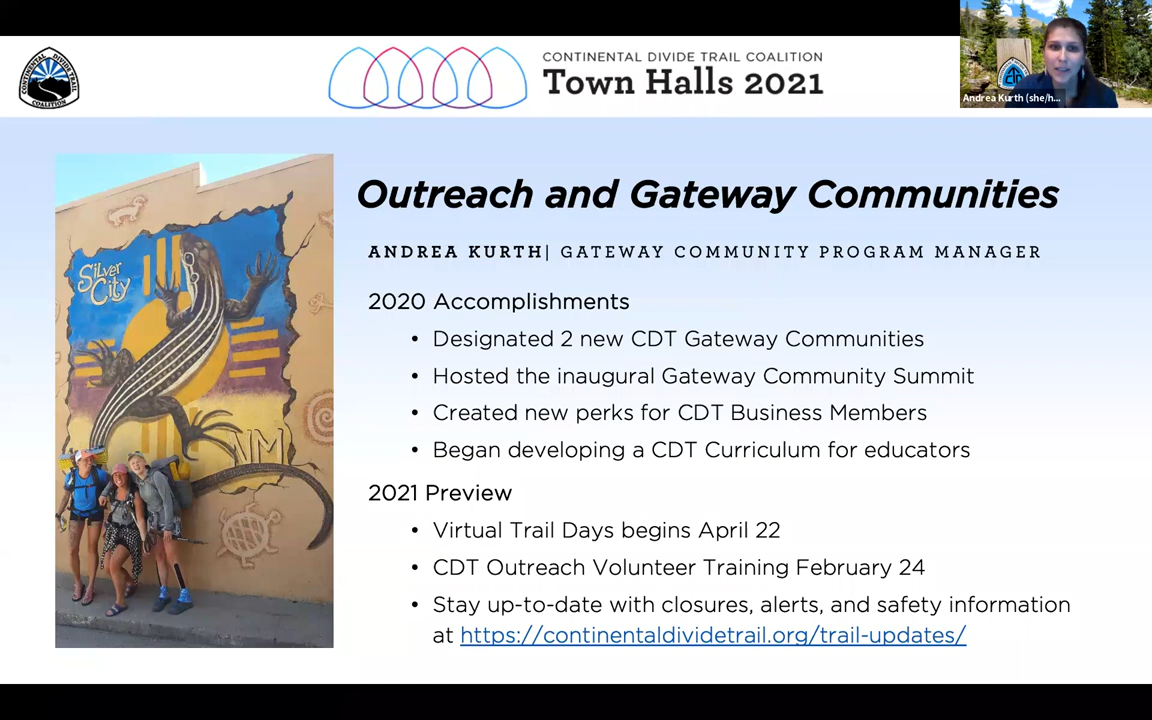 CONTINENTAL DIVIDE TRAIL
COALITION
CONTINENTAL DIVIDE TRAIL COALITION
Town Halls 2021
Andrea Kurth (she/h...
Outreach and Gateway Communities
ANDREA KURTH| GATEWAY COMMUNITY PROGRAM MANAGER
Silver
City
NM
2020 Accomplishments
• Designated 2 new CDT Gateway Communities
• Hosted the inaugural Gateway Community Summit
• Created new perks for CDT Business Members
• Began developing a CDT Curriculum for educators
2021 Preview
• Virtual Trail Days begins April 22
• CDT Outreach Volunteer Training February 24
• Stay up-to-date with closures, alerts, and safety information
at https://continentaldividetrail.org/trail-updates/